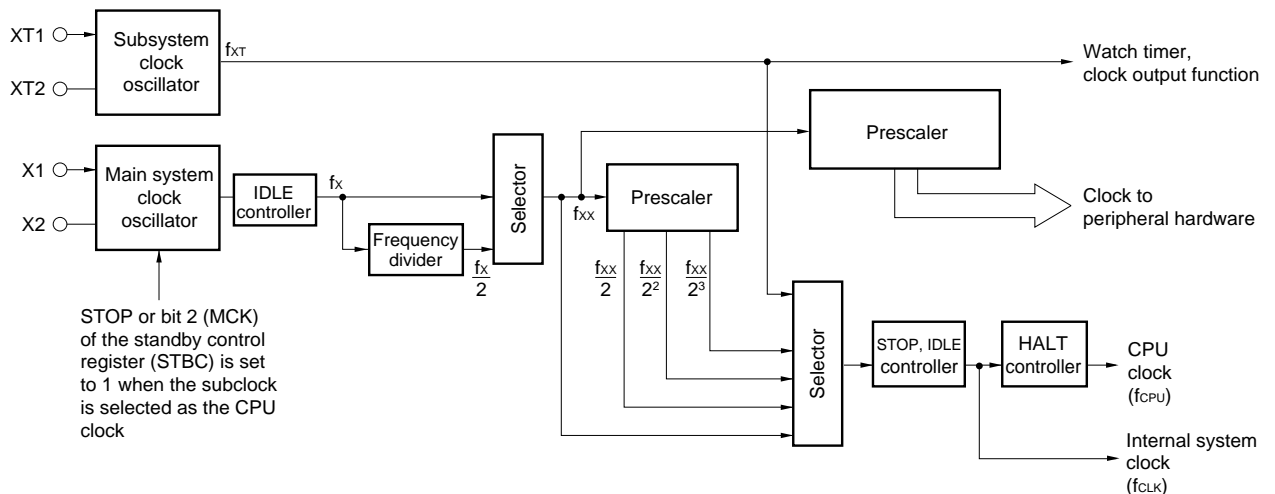 XT1
XT2
Subsystem
clock
oscillator
fXT
Watch timer,
clock output function
Prescaler
Clock to
peripheral hardware
X1
X2
Main system
clock
oscillator
IDLE
controller
fX
Frequency
divider
fX
2
Selector
fXX
Prescaler
fXX
2
fXX
2²
fXX
2³
STOP or bit 2 (MCK)
of the standby control
register (STBC) is set
to 1 when the subclock
is selected as the CPU
clock
Selector
STOP, IDLE
controller
HALT
controller
CPU
clock
(fCPU)
Internal system
clock
(fCLK)